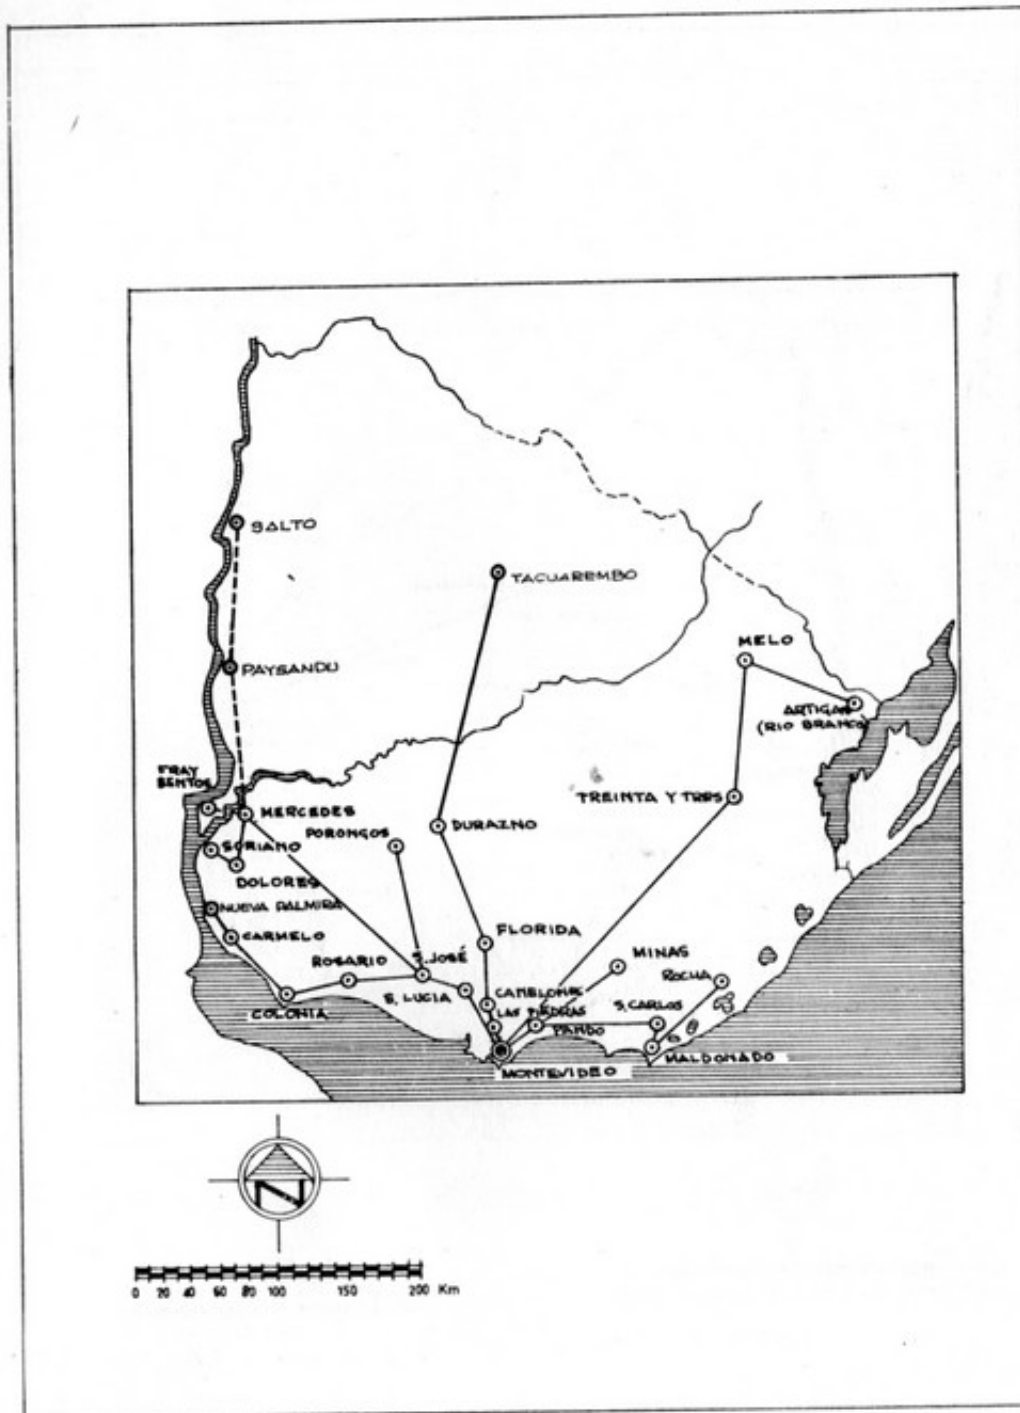 SALTO
TACUAREMBO
MELO
PAYSANDU
ARTIGAS
(RIO BRANCO)
FRAY
BENTOS
MERCEDES
TREINTA Y TRES
PORONGOS
DURAZNO
SORIANO
DOLORES
NUEVA PALMIRA
CARMELO
FLORIDA
MINAS
ROSARIO
S. JOSÉ
ROCHA
S. LUCIA
CANELONES
LAS PIEDRAS
S. CARLOS
COLONIA
PANDO
MALDONADO
MONTEVIDEO
N
0 20 40 60 80 100 150 200 Km